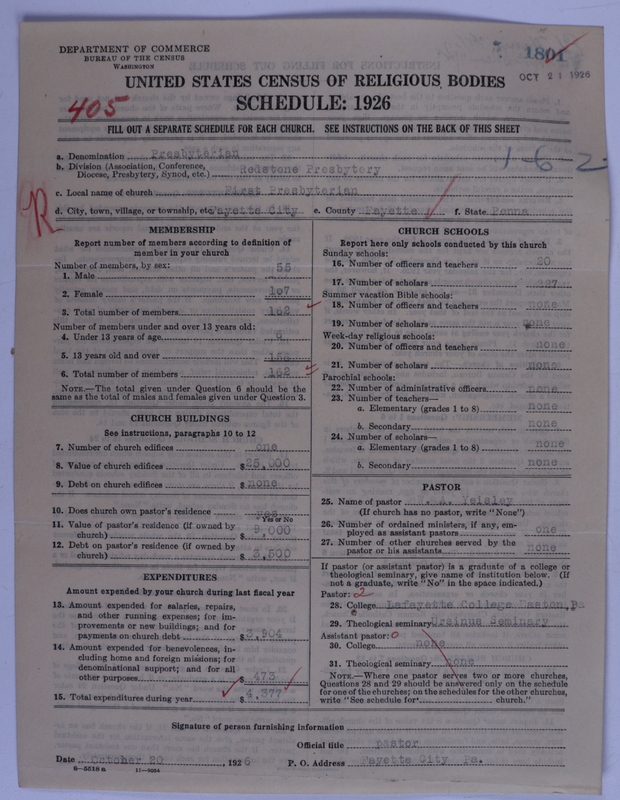 DEPARTMENT OF COMMERCE
BUREAU OF THE CENSUS
WASHINGTON
1801
OCT 21 1926
UNITED STATES CENSUS OF RELIGIOUS BODIES
SCHEDULE: 1926
405
FILL OUT A SEPARATE SCHEDULE FOR EACH CHURCH. SEE INSTRUCTIONS ON THE BACK OF THIS SHEET
a. Denomination Presbyterian
1-62
b. Division (Association, Conference, Diocese, Presbytery, Synod, etc.) Redstone Presbytery
c. Local name of church First Presbyterian
d. City, town, village, or township, etc. Fayette City e. County Fayette f. State Penna
R
MEMBERSHIP
Report number of members according to definition of
member in your church
Number of members, by sex:
1. Male 55
2. Female 107
3. Total number of members 162
Number of members under and over 13 years old:
4. Under 13 years of age 6
5. 13 years old and over 156
6. Total number of members 162
NOTE.—The total given under Question 6 should be the
same as the total of males and females given under Question 3.
CHURCH BUILDINGS
See instructions, paragraphs 10 to 12
7. Number of church edifices one
8. Value of church edifices $ 35,000
9. Debt on church edifices $ none
10. Does church own pastor's residence yes
Yes or No
11. Value of pastor's residence (if owned by
church) $ 9,000
12. Debt on pastor's residence (if owned by
church) $ 3,500
EXPENDITURES
Amount expended by your church during last fiscal year
13. Amount expended for salaries, repairs,
and other running expenses; for im-
provements or new buildings; and for
payments on church debt $ 3,904
14. Amount expended for benevolences, in-
cluding home and foreign missions; for
denominational support; and for all
other purposes $ 473
15. Total expenditures during year $ 4,377
CHURCH SCHOOLS
Report here only schools conducted by this church
Sunday schools:
16. Number of officers and teachers 20
17. Number of scholars 227
Summer vacation Bible schools:
18. Number of officers and teachers none
19. Number of scholars none
Week-day religious schools:
20. Number of officers and teachers none
21. Number of scholars none
Parochial schools:
22. Number of administrative officers none
23. Number of teachers—
a. Elementary (grades 1 to 8) none
b. Secondary none
24. Number of scholars—
a. Elementary (grades 1 to 8) none
b. Secondary none
PASTOR
25. Name of pastor A. Yeisley
(If church has no pastor, write "None")
26. Number of ordained ministers, if any, em-
ployed as assistant pastors one
27. Number of other churches served by the
pastor or his assistants none
If pastor (or assistant pastor) is a graduate of a college or
theological seminary, give name of institution below. (If
not a graduate, write "No" in the space indicated.)
Pastor: 2
28. College Lafayette College Easton, Pa
29. Theological seminary Ursinus Seminary
Assistant pastor: 0
30. College none
31. Theological seminary none
NOTE.—Where one pastor serves two or more churches,
Questions 28 and 29 should be answered only on the schedule
for one of the churches; on the schedules for the other churches,
write "See schedule for church."
Signature of person furnishing information
Official title pastor
Date October 20, 1926 P. O. Address Fayette City Pa.
8-5518 a 11-9064